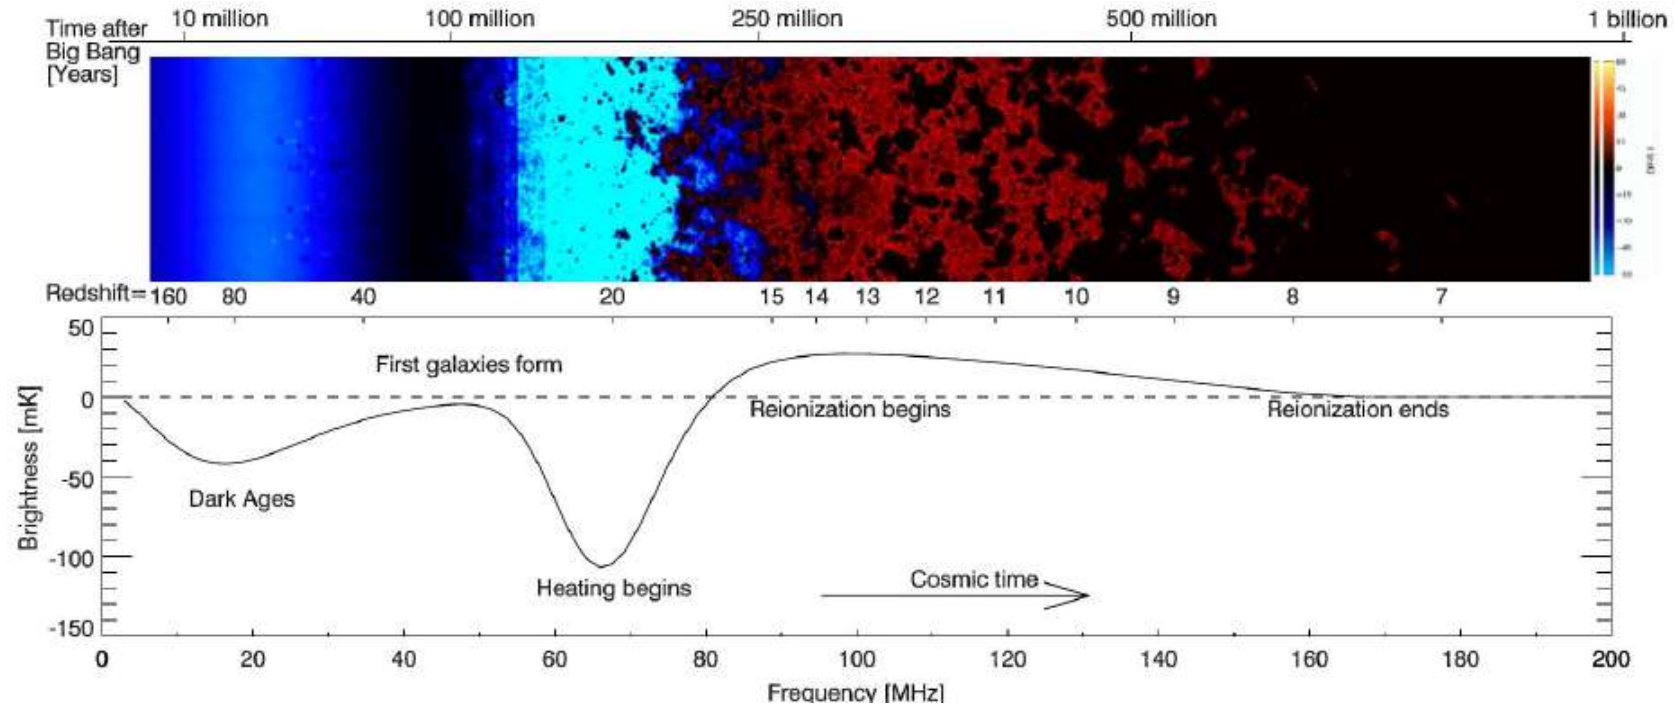 10 million 100 million 250 million 500 million 1 billion
Time after
Big Bang
[Years]
Redshift= 160 80 40 20 15 14 13 12 11 10 9 8 7
50
0
-50
-100
-150
Brightness [mK]
First galaxies form
Reionization begins
Reionization ends
Dark Ages
Heating begins
Cosmic time
0 20 40 60 80 100 120 140 160 180 200
Frequency [MHz]